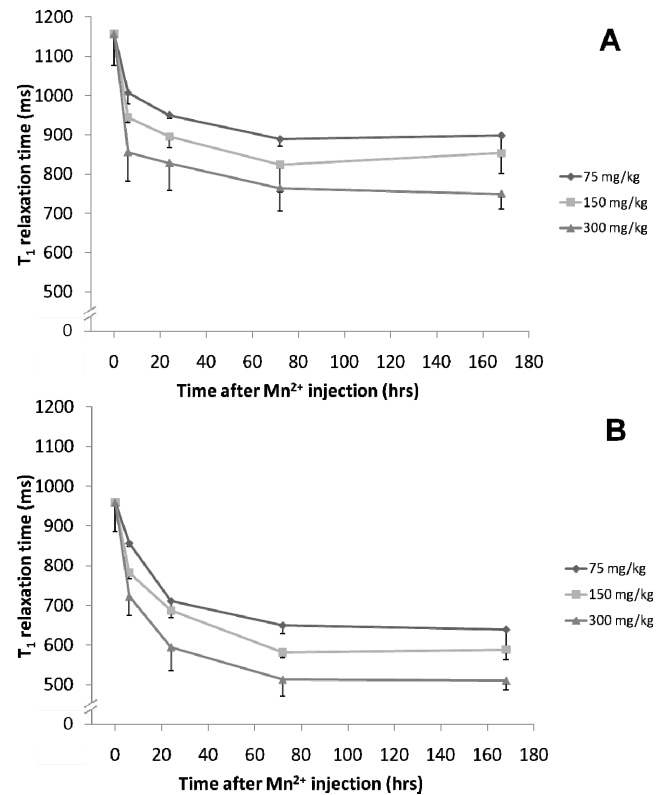 A
1200
1100
1000
900
800
700
600
500
0
T₁ relaxation time (ms)
75 mg/kg
150 mg/kg
300 mg/kg
0 20 40 60 80 100 120 140 160 180
Time after Mn²⁺ injection (hrs)
B
1200
1100
1000
900
800
700
600
500
0
T₁ relaxation time (ms)
75 mg/kg
150 mg/kg
300 mg/kg
0 20 40 60 80 100 120 140 160 180
Time after Mn²⁺ injection (hrs)